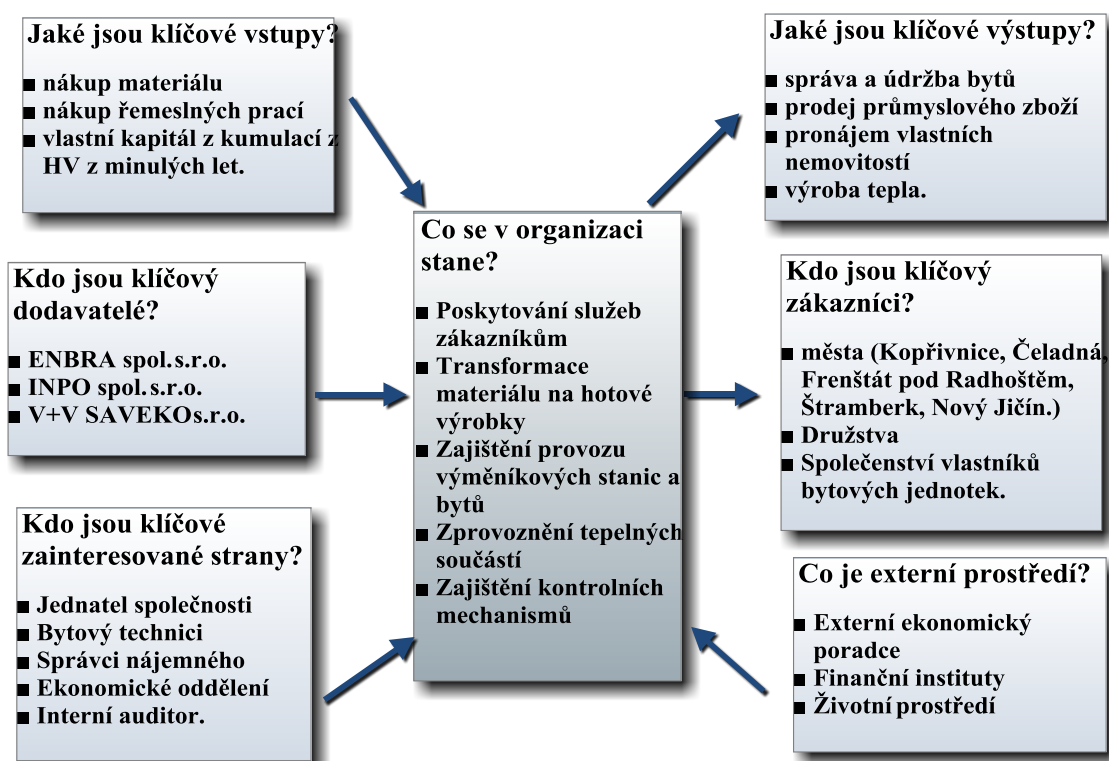 Jaké jsou klíčové vstupy?
■ nákup materiálu
■ nákup řemeslných prací
■ vlastní kapitál z kumulací z
HV z minulých let.
Kdo jsou klíčový
dodavatelé?
■ ENBRA spol. s.r.o.
■ INPO spol. s.r.o.
■ V+V SAVEKOs.r.o.
Kdo jsou klíčové
zainteresované strany?
■ Jednatel společnosti
■ Bytový technici
■ Správci nájemného
■ Ekonomické oddělení
■ Interní auditor.
Co se v organizaci
stane?
■ Poskytování služeb
zákazníkům
■ Transformace
materiálu na hotové
výrobky
■ Zajištění provozu
výměníkových stanic a
bytů
■ Zprovoznění tepelných
součástí
■ Zajištění kontrolních
mechanismů
Jaké jsou klíčové výstupy?
■ správa a údržba bytů
■ prodej průmyslového zboží
■ pronájem vlastních
nemovitostí
■ výroba tepla.
Kdo jsou klíčový
zákazníci?
■ města (Kopřivnice, Čeladná,
Frenštát pod Radhoštěm,
Štramberk, Nový Jičín.)
■ Družstva
■ Společenství vlastníků
bytových jednotek.
Co je externí prostředí?
■ Externí ekonomický
poradce
■ Finanční instituty
■ Životní prostředí